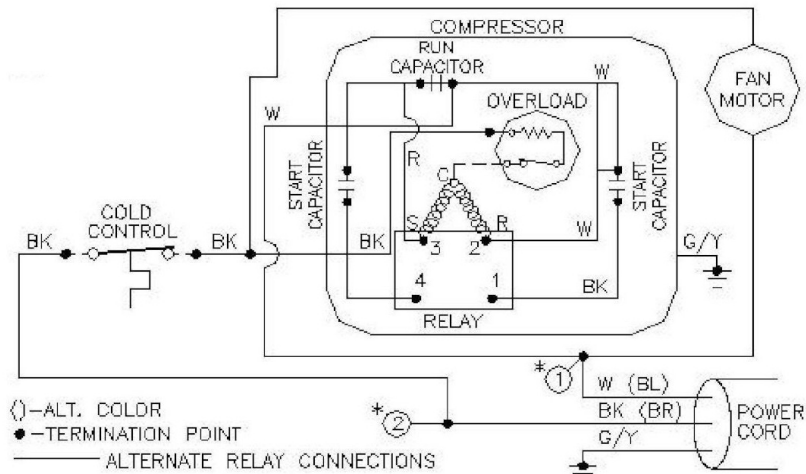 COMPRESSOR
RUN
CAPACITOR
W
FAN
MOTOR
OVERLOAD
W
START
CAPACITOR
R
C
START
CAPACITOR
COLD
CONTROL
BK
BK
BK
S
R
3
2
W
G/Y
4
1
BK
RELAY
* 1
W (BL)
()-ALT. COLOR
* 2
BK (BR)
POWER
CORD
●-TERMINATION POINT
G/Y
ALTERNATE RELAY CONNECTIONS